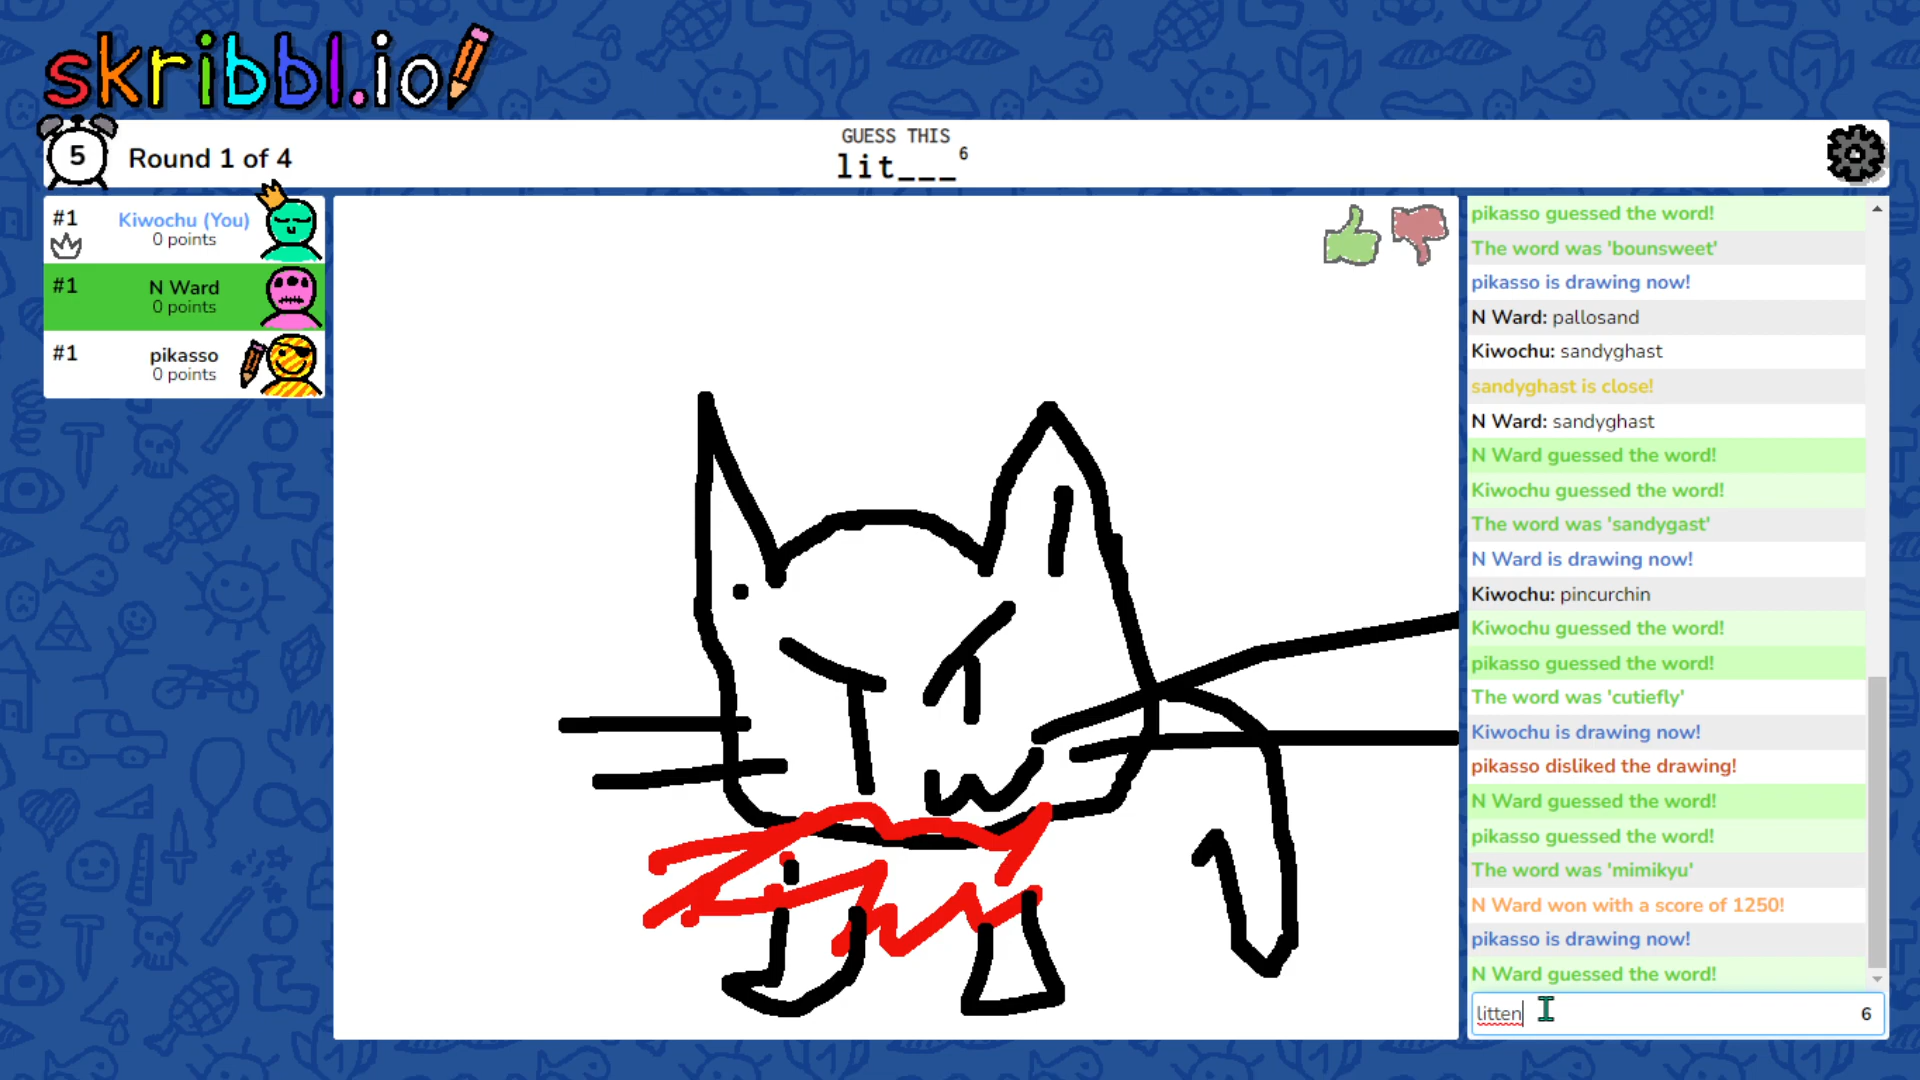 skribbl.io
5
Round 1 of 4
GUESS THIS
lit___ 6
#1
Kiwochu (You)
0 points
#1
N Ward
0 points
#1
pikasso
0 points
pikasso guessed the word!
The word was 'bounsweet'
pikasso is drawing now!
N Ward: pallosand
Kiwochu: sandyghast
sandyghast is close!
N Ward: sandyghast
N Ward guessed the word!
Kiwochu guessed the word!
The word was 'sandygast'
N Ward is drawing now!
Kiwochu: pincurchin
Kiwochu guessed the word!
pikasso guessed the word!
The word was 'cutiefly'
Kiwochu is drawing now!
pikasso disliked the drawing!
N Ward guessed the word!
pikasso guessed the word!
The word was 'mimikyu'
N Ward won with a score of 1250!
pikasso is drawing now!
N Ward guessed the word!
litten 6